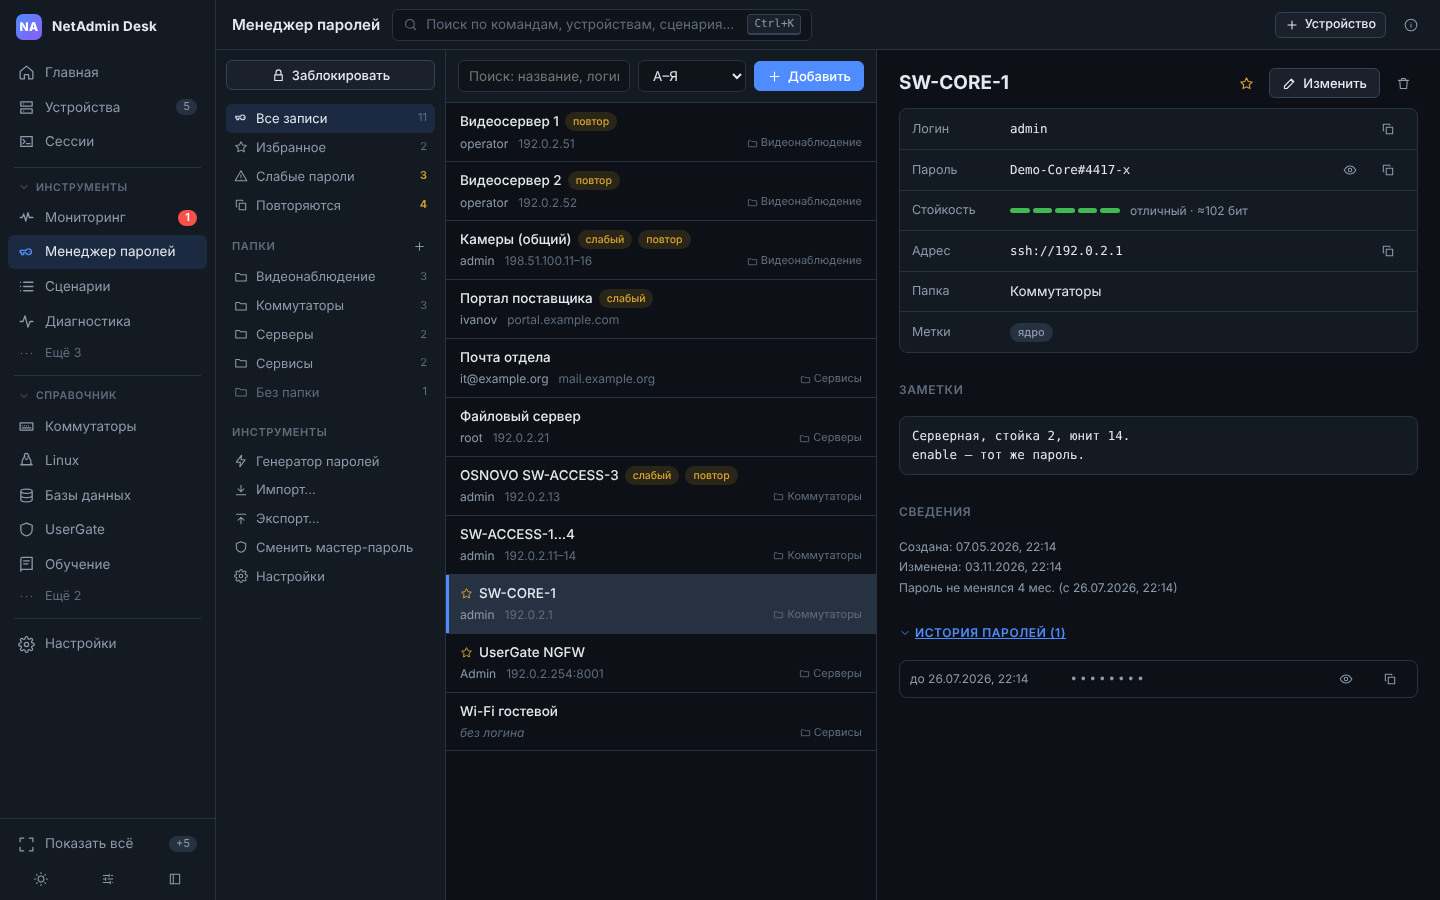 NA NetAdmin Desk
Главная
Устройства 5
Сессии
ИНСТРУМЕНТЫ
Мониторинг 1
Менеджер паролей
Сценарии
Диагностика
··· Ещё 3
СПРАВОЧНИК
Коммутаторы
Linux
Базы данных
UserGate
Обучение
··· Ещё 2
Настройки
Показать всё +5
Менеджер паролей
Поиск по командам, устройствам, сценария... Ctrl+K
+ Устройство
Заблокировать
Все записи 11
Избранное 2
Слабые пароли 3
Повторяются 4
ПАПКИ +
Видеонаблюдение 3
Коммутаторы 3
Серверы 2
Сервисы 2
Без папки 1
ИНСТРУМЕНТЫ
Генератор паролей
Импорт...
Экспорт...
Сменить мастер-пароль
Настройки
Поиск: название, логин
А–Я
+ Добавить
Видеосервер 1 повтор
operator 192.0.2.51 Видеонаблюдение
Видеосервер 2 повтор
operator 192.0.2.52 Видеонаблюдение
Камеры (общий) слабый повтор
admin 198.51.100.11–16 Видеонаблюдение
Портал поставщика слабый
ivanov portal.example.com
Почта отдела
it@example.org mail.example.org Сервисы
Файловый сервер
root 192.0.2.21 Серверы
OSNOVO SW-ACCESS-3 слабый повтор
admin 192.0.2.13 Коммутаторы
SW-ACCESS-1...4
admin 192.0.2.11–14 Коммутаторы
SW-CORE-1
admin 192.0.2.1 Коммутаторы
UserGate NGFW
Admin 192.0.2.254:8001 Серверы
Wi-Fi гостевой
без логина Сервисы
SW-CORE-1
Изменить
Логин admin
Пароль Demo-Core#4417-x
Стойкость отличный · ≈102 бит
Адрес ssh://192.0.2.1
Папка Коммутаторы
Метки ядро
ЗАМЕТКИ
Серверная, стойка 2, юнит 14.
enable — тот же пароль.
СВЕДЕНИЯ
Создана: 07.05.2026, 22:14
Изменена: 03.11.2026, 22:14
Пароль не менялся 4 мес. (с 26.07.2026, 22:14)
ИСТОРИЯ ПАРОЛЕЙ (1)
до 26.07.2026, 22:14 ••••••••